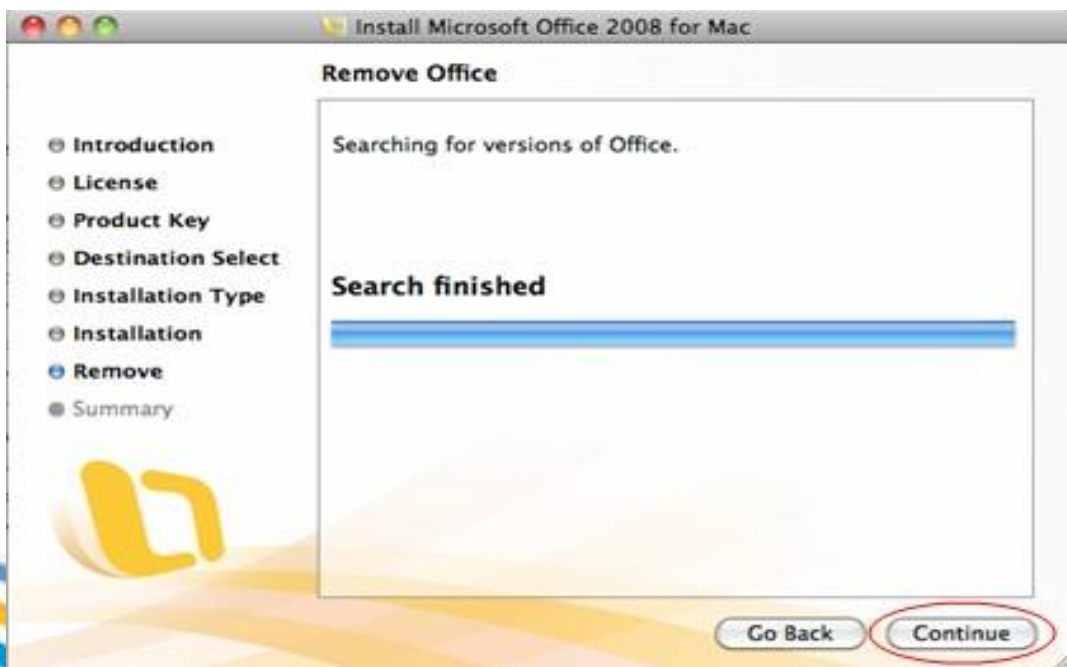 Install Microsoft Office 2008 for Mac
Remove Office
Introduction
License
Product Key
Destination Select
Installation Type
Installation
Remove
Summary
Searching for versions of Office.
Search finished
Go Back
Continue